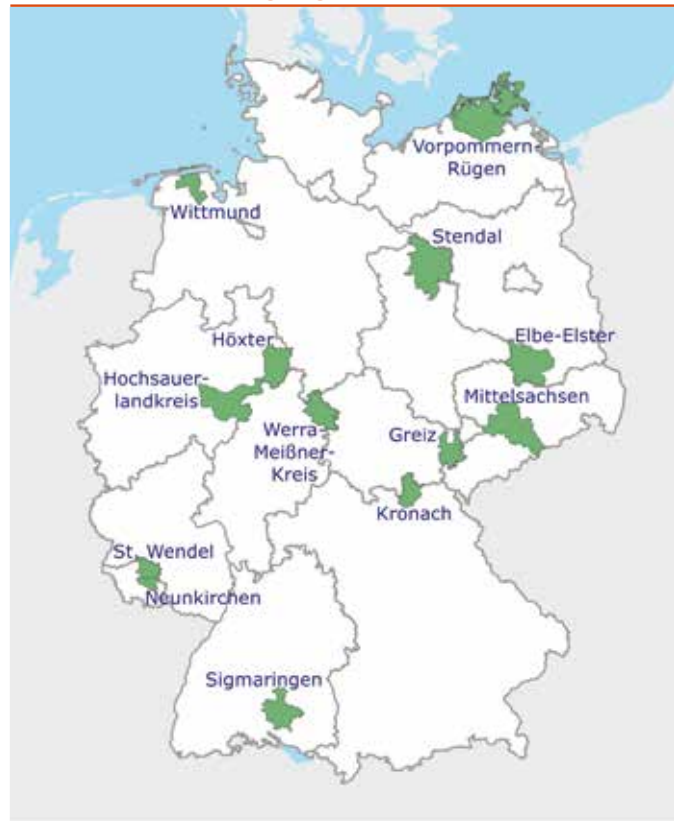 Vorpommern-
Rügen
Wittmund
Stendal
Elbe-Elster
Höxter
Hochsauer-
landkreis
Mittelsachsen
Werra-
Meißner-
Kreis
Greiz
Kronach
St. Wendel
Neunkirchen
Sigmaringen